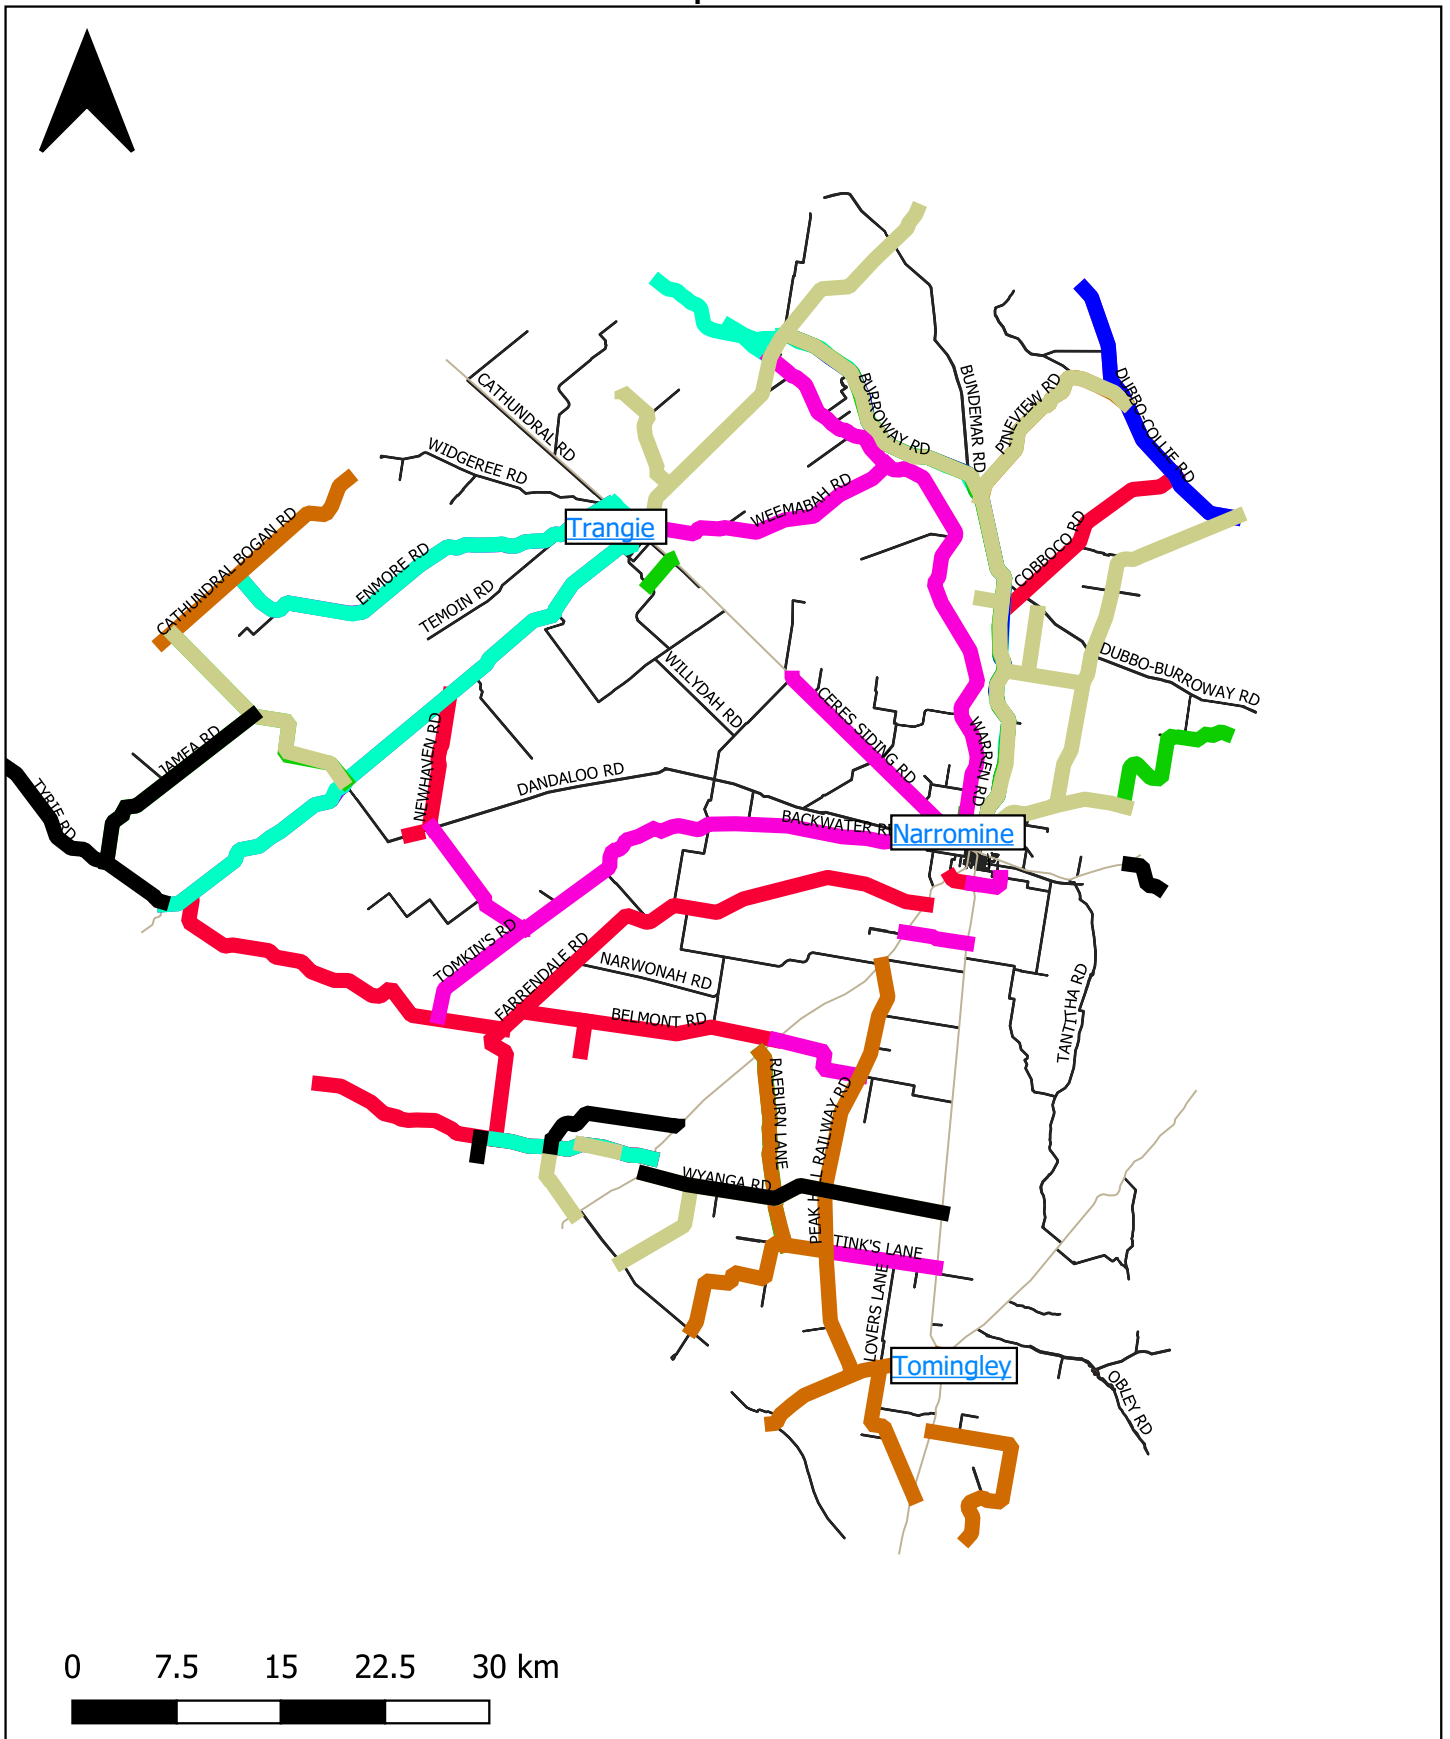 BUNDEMAR RD
DUBBO-COLLIE RD
PINEVIEW RD
BURROWAY RD
CATHUNDRAL RD
WIDGEREE RD
WEEMABAH RD
Trangie
CATHUNDRAL BOGAN RD
COBBOCO RD
ENMORE RD
TEMOIN RD
DUBBO-BURROWAY RD
WILLYDAH RD
CERES SIDING RD
NEWHAVEN RD
WARREN RD
JAMEA RD
DANDALOO RD
TYRIE RD
BACKWATER R
Narromine
TOMKIN'S RD
FARRENDALE RD
NARWONAH RD
TANTITHA RD
BELMONT RD
RAEBURN LANE
PEAK H L RAILWAY RD
WYANGA RD
TINK'S LANE
LOVERS LANE
Tomingley
OBLEY RD
0 7.5 15 22.5 30 km